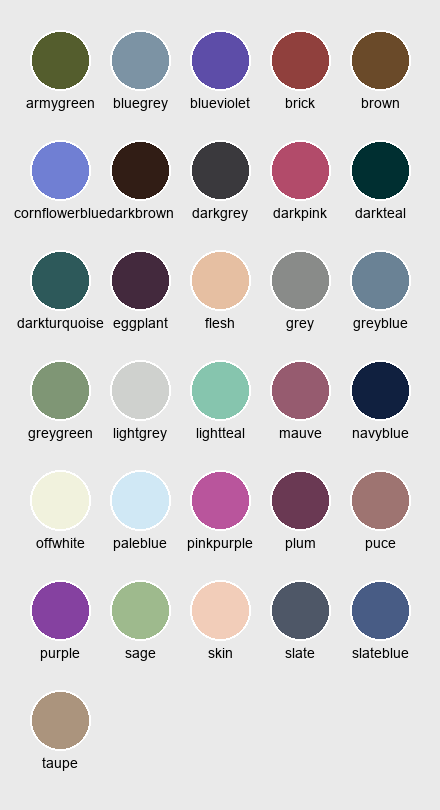 armygreen bluegrey blueviolet brick brown
cornflowerblue darkbrown darkgrey darkpink darkteal
darkturquoise eggplant flesh grey greyblue
greygreen lightgrey lightteal mauve navyblue
offwhite paleblue pinkpurple plum puce
purple sage skin slate slateblue
taupe